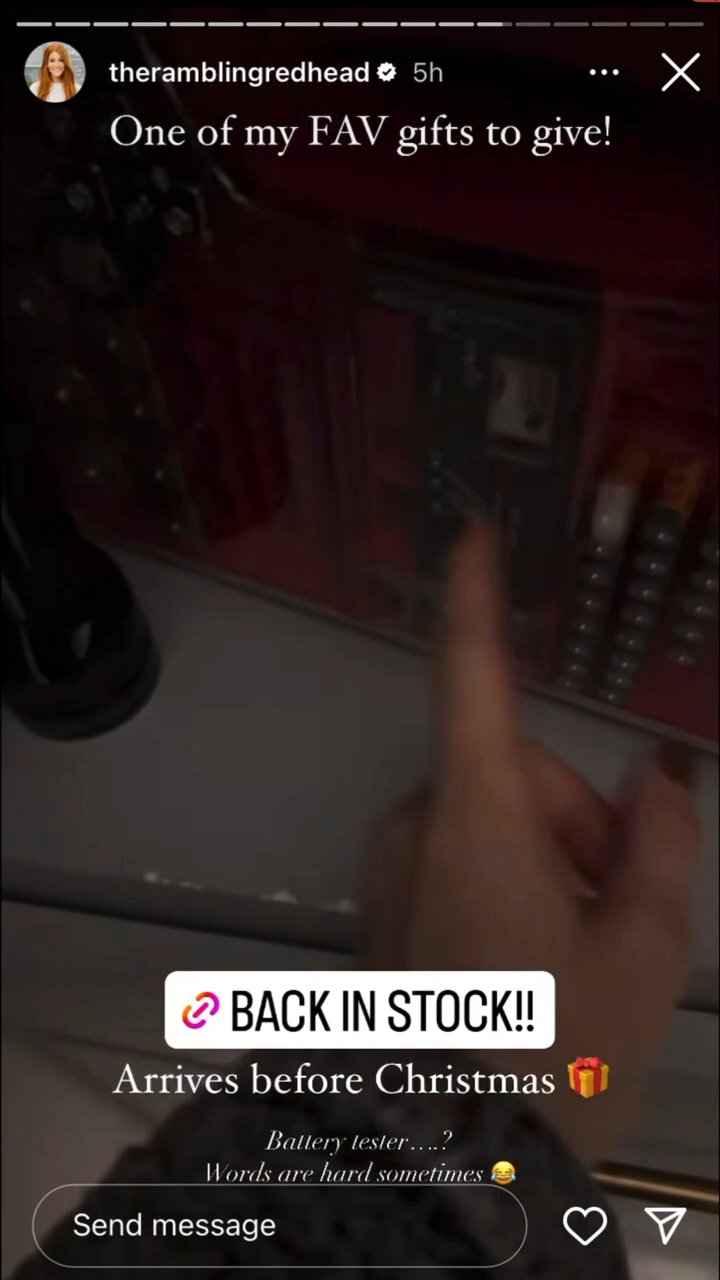 therramblingredhead 5h
One of my FAV gifts to give!
BACK IN STOCK!!
Arrives before Christmas 🎁
Battery tester....?
Words are hard sometimes 😂
Send message